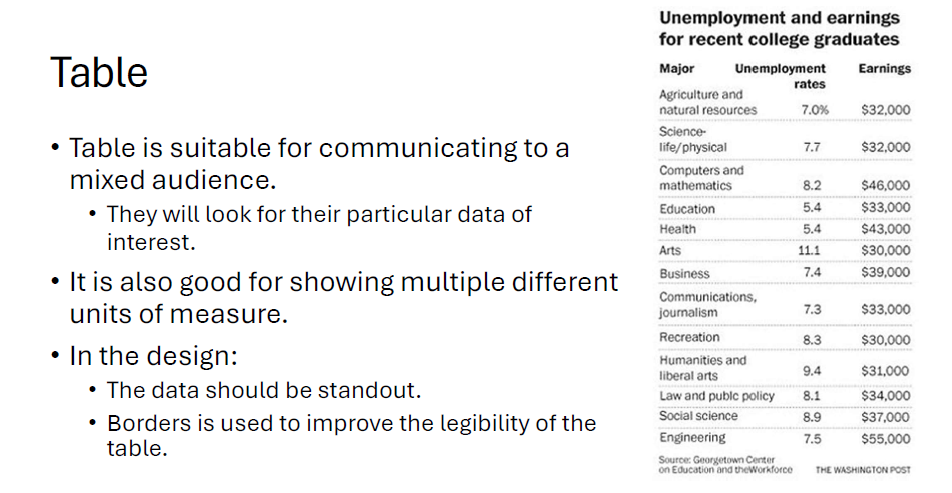 Table
• Table is suitable for communicating to a
mixed audience.
• They will look for their particular data of
interest.
• It is also good for showing multiple different
units of measure.
• In the design:
• The data should be standout.
• Borders is used to improve the legibility of the
table.
Unemployment and earnings
for recent college graduates
Major Unemployment Earnings
rates
Agriculture and
natural resources 7.0% $32,000
Science-
life/physical 7.7 $32,000
Computers and
mathematics 8.2 $46,000
Education 5.4 $33,000
Health 5.4 $43,000
Arts 11.1 $30,000
Business 7.4 $39,000
Communications,
journalism 7.3 $33,000
Recreation 8.3 $30,000
Humanities and
liberal arts 9.4 $31,000
Law and publc policy 8.1 $34,000
Social science 8.9 $37,000
Engineering 7.5 $55,000
Source: Georgetown Center
on Education and theWorkforce THE WASHINGTON POST